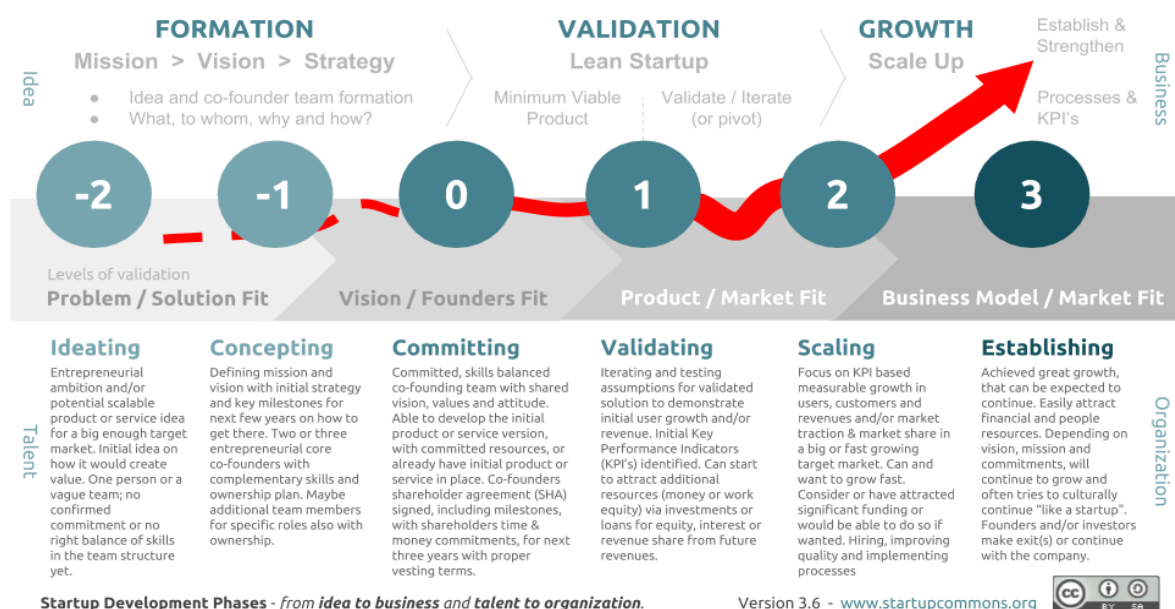 FORMATION
Mission > Vision > Strategy
● Idea and co-founder team formation
● What, to whom, why and how?
VALIDATION
Lean Startup
Minimum Viable
Product
Validate / Iterate
(or pivot)
GROWTH
Scale Up
Establish &
Strengthen
Processes &
KPI's
Idea
Business
-2
-1
0
1
2
3
Levels of validation
Problem / Solution Fit
Vision / Founders Fit
Product / Market Fit
Business Model / Market Fit
Talent
Organization
Ideating
Entrepreneurial
ambition and/or
potential scalable
product or service idea
for a big enough target
market. Initial idea on
how it would create
value. One person or a
vague team; no
confirmed
commitment or no
right balance of skills
in the team structure
yet.
Concepting
Defining mission and
vision with initial strategy
and key milestones for
next few years on how to
get there. Two or three
entrepreneurial core
co-founders with
complementary skills and
ownership plan. Maybe
additional team members
for specific roles also with
ownership.
Committing
Committed, skills balanced
co-founding team with shared
vision, values and attitude.
Able to develop the initial
product or service version,
with committed resources, or
already have initial product or
service in place. Co-founders
shareholder agreement (SHA)
signed, including milestones,
with shareholders time &
money commitments, for next
three years with proper
vesting terms.
Validating
Iterating and testing
assumptions for validated
solution to demonstrate
initial user growth and/or
revenue. Initial Key
Performance Indicators
(KPI's) identified. Can start
to attract additional
resources (money or work
equity) via investments or
loans for equity, interest or
revenue share from future
revenues.
Scaling
Focus on KPI based
measurable growth in
users, customers and
revenues and/or market
traction & market share in
a big or fast growing
target market. Can and
want to grow fast.
Consider or have attracted
significant funding or
would be able to do so if
wanted. Hiring, improving
quality and implementing
processes
Establishing
Achieved great growth,
that can be expected to
continue. Easily attract
financial and people
resources. Depending on
vision, mission and
commitments, will
continue to grow and
often tries to culturally
continue "like a startup".
Founders and/or investors
make exit(s) or continue
with the company.
Startup Development Phases - from idea to business and talent to organization.
Version 3.6 - www.startupcommons.org
cc
BY SA